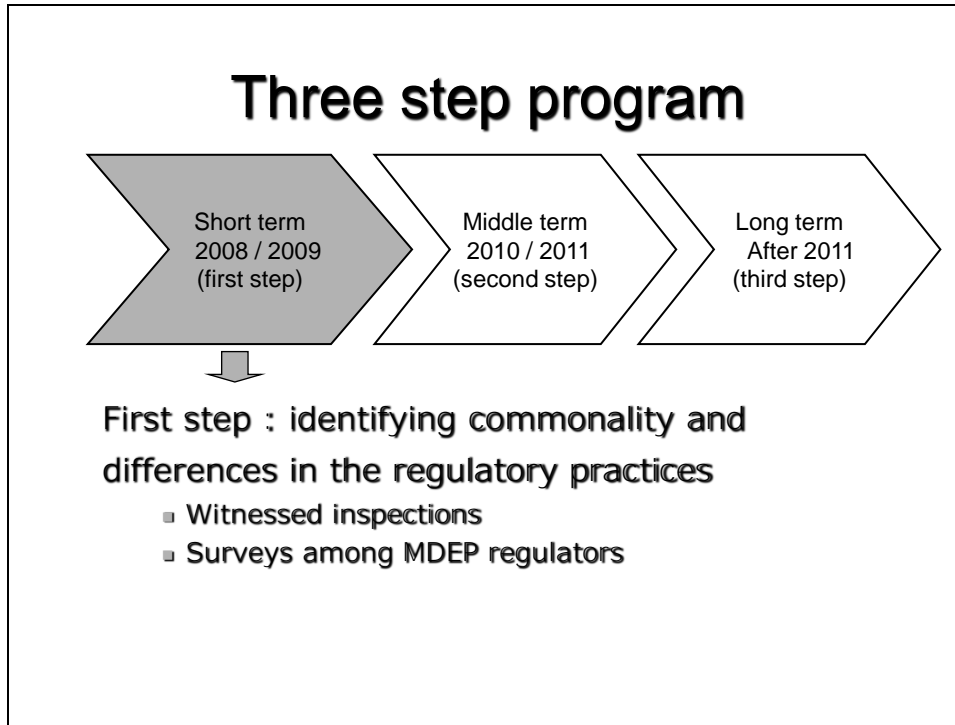 Three step program
Short term
2008 / 2009
(first step)
Middle term
2010 / 2011
(second step)
Long term
After 2011
(third step)
First step : identifying commonality and
differences in the regulatory practices
Witnessed inspections
Surveys among MDEP regulators